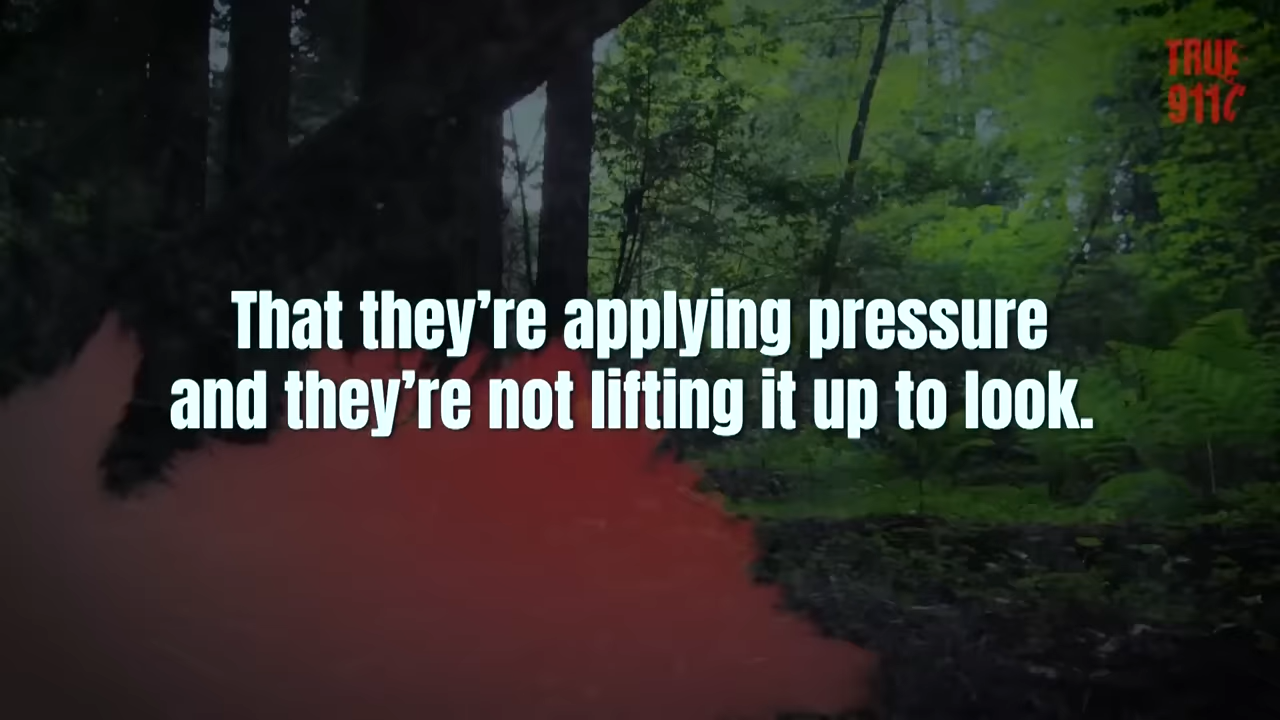 TRUE
911
That they’re applying pressure
and they’re not lifting it up to look.